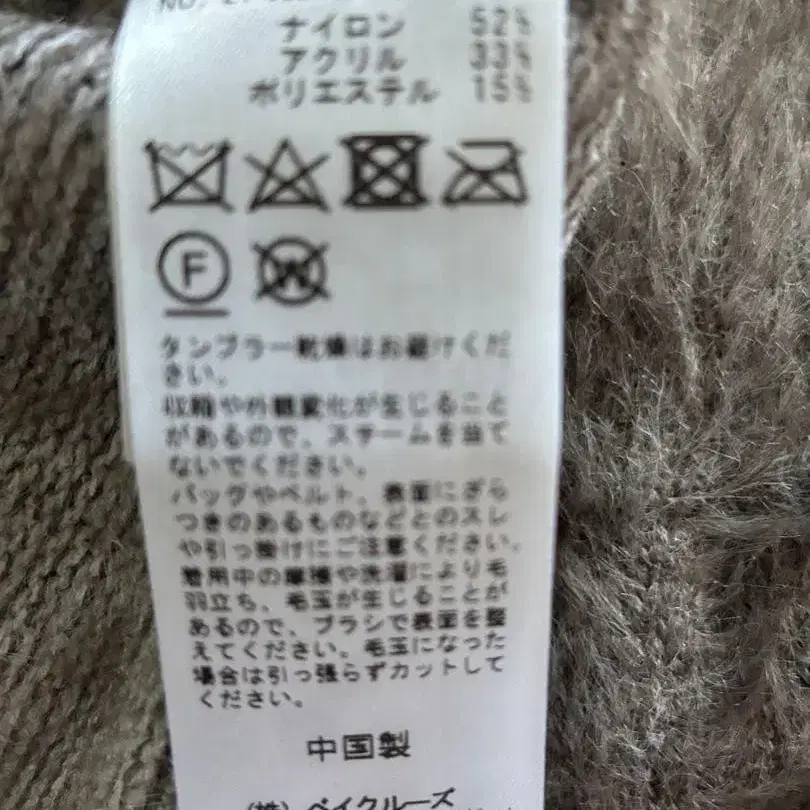 ナイロン 52%
アクリル 33%
ポリエステル 15%
F W
タンブラー乾燥はお避けくだ
さい。
収縮や外観変化が生じること
があるので、スチームを当て
ないでください。
バッグやベルト、表面にざら
つきのあるものなどとのスレ
や引っ掛けにご注意ください。
着用中の摩擦や洗濯により毛
羽立ち、毛玉が生じることが
あるので、ブラシで表面を整
えてください。毛玉になった
場合は引っ張らずカットして
ください。
中国製
(株)ベイクルーズ